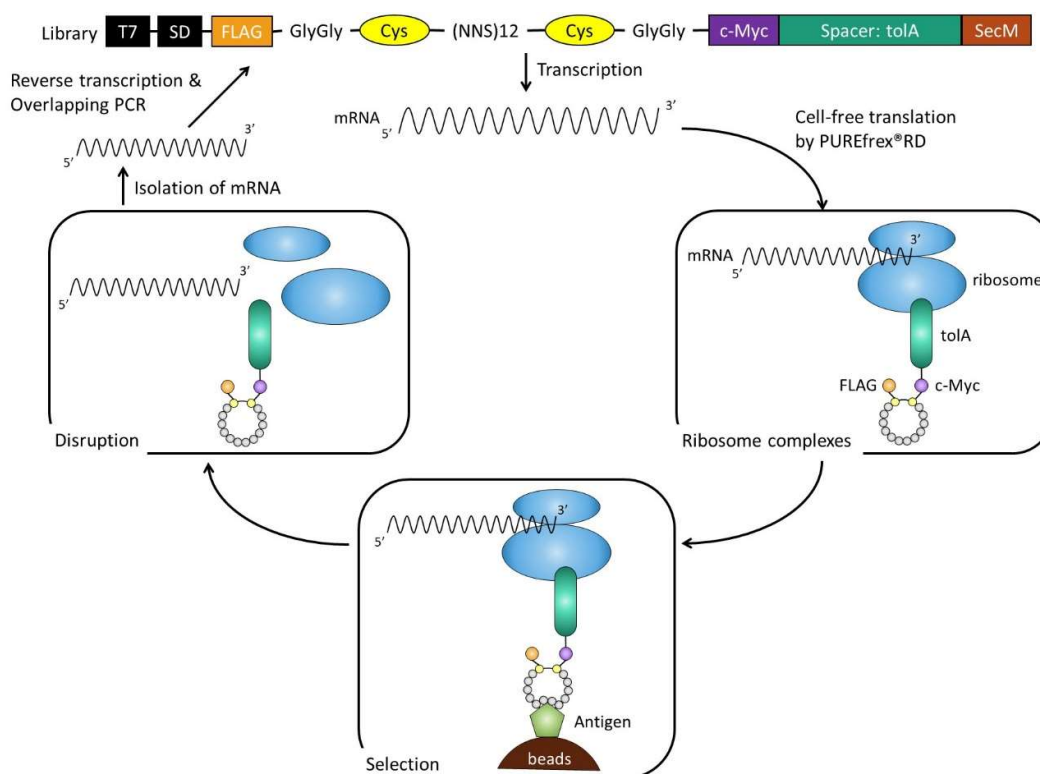 Library T7 SD FLAG GlyGly Cys (NNS)12 Cys GlyGly c-Myc Spacer: tolA SecM
Reverse transcription &
Overlapping PCR
Transcription
mRNA
5’
3’
Cell-free translation
by PUREfrex®RD
5’
3’
Isolation of mRNA
3’
5’
Disruption
mRNA
5’
3’
ribosome
tolA
FLAG
c-Myc
Ribosome complexes
3’
5’
Antigen
beads
Selection